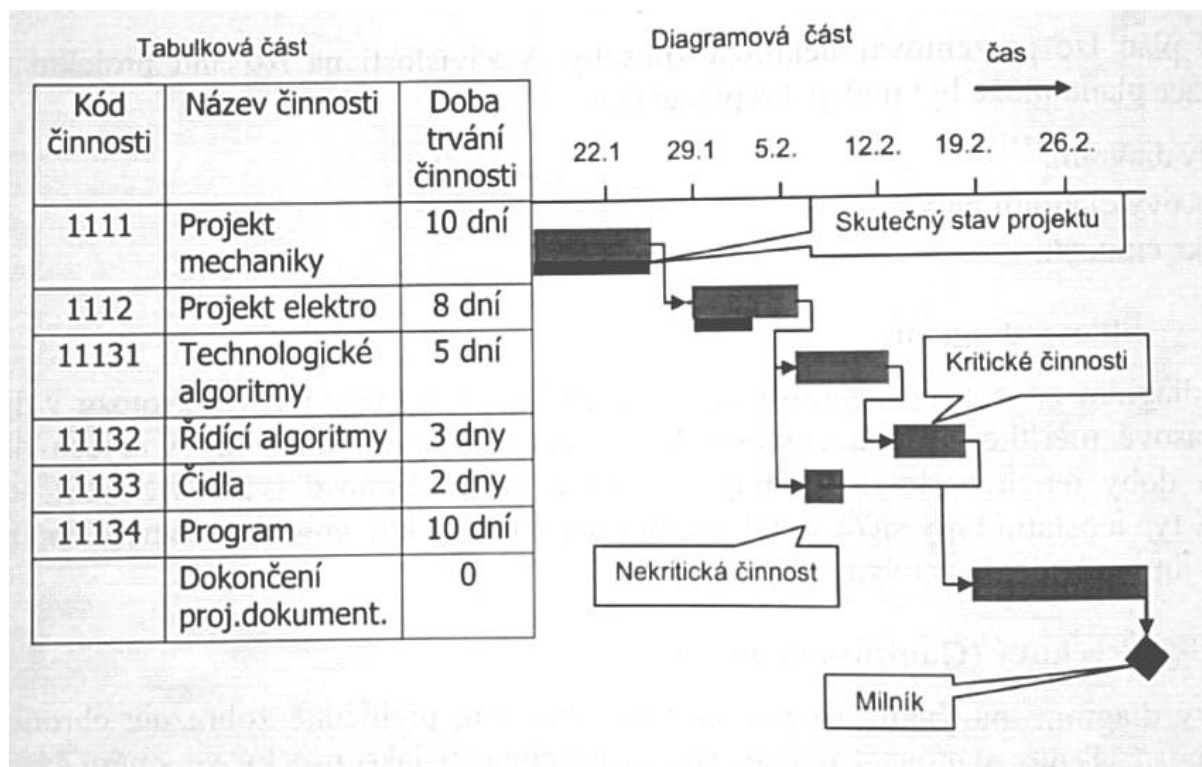 Tabulková část
Diagramová část
čas
Kód činnosti
Název činnosti
Doba trvání činnosti
22.1
29.1
5.2.
12.2.
19.2.
26.2.
1111
Projekt mechaniky
10 dní
Skutečný stav projektu
1112
Projekt elektro
8 dní
11131
Technologické algoritmy
5 dní
Kritické činnosti
11132
Řídící algoritmy
3 dny
11133
Čidla
2 dny
11134
Program
10 dní
Nekritická činnost
Dokončení proj.dokument.
0
Milník